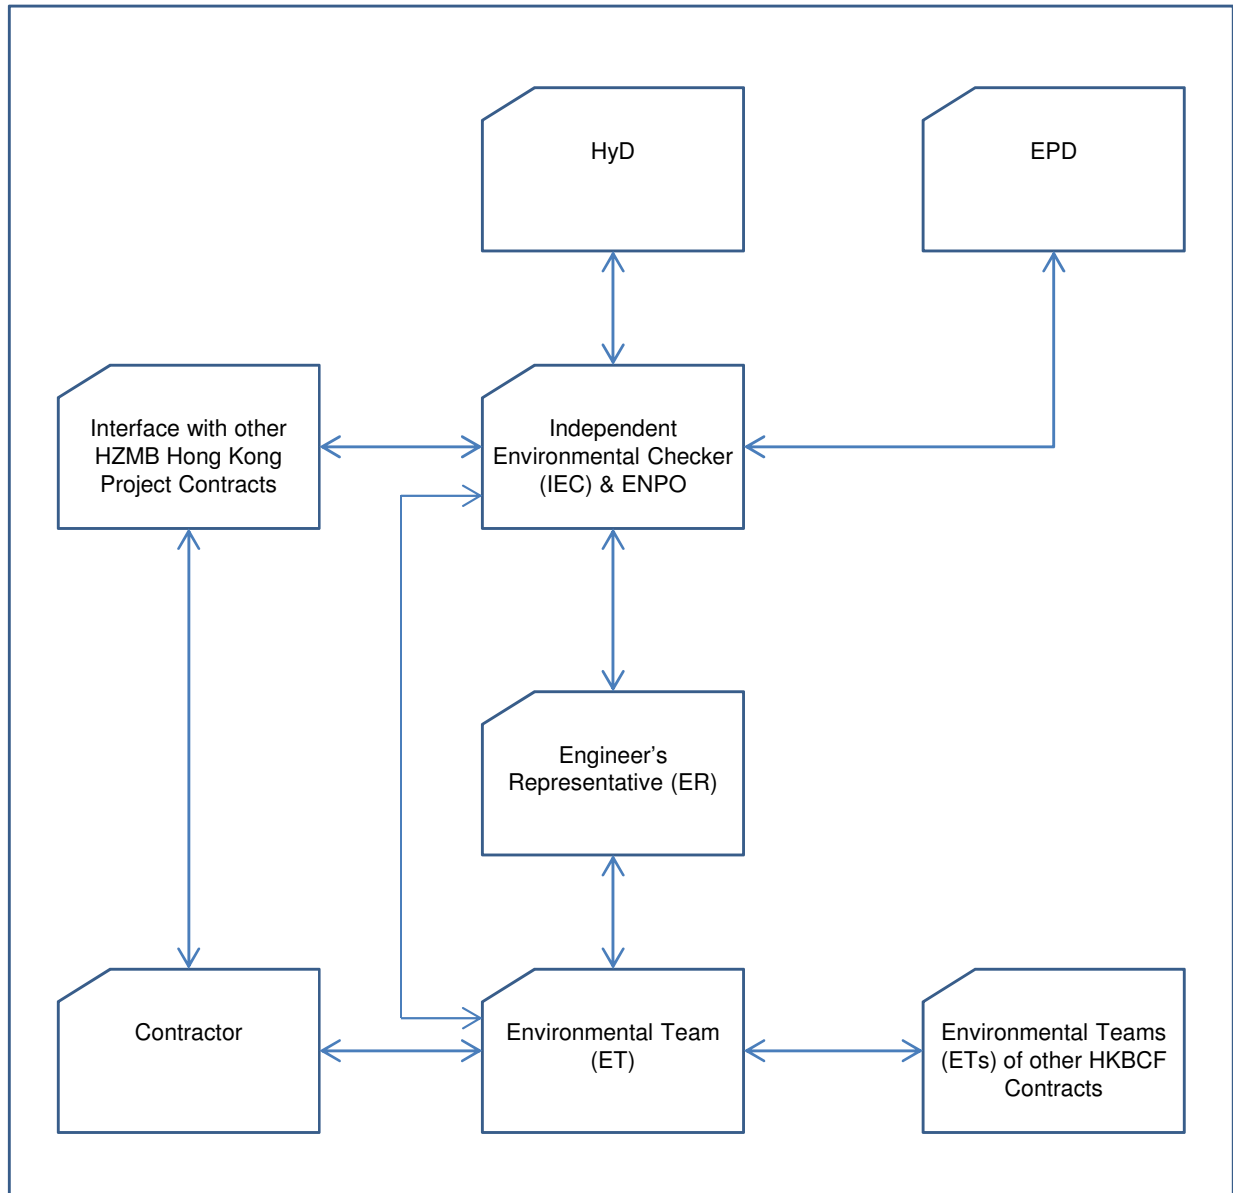 HyD
EPD
Interface with other
HZMB Hong Kong
Project Contracts
Independent
Environmental Checker
(IEC) & ENPO
Engineer’s
Representative (ER)
Contractor
Environmental Team
(ET)
Environmental Teams
(ETs) of other HKBCF
Contracts